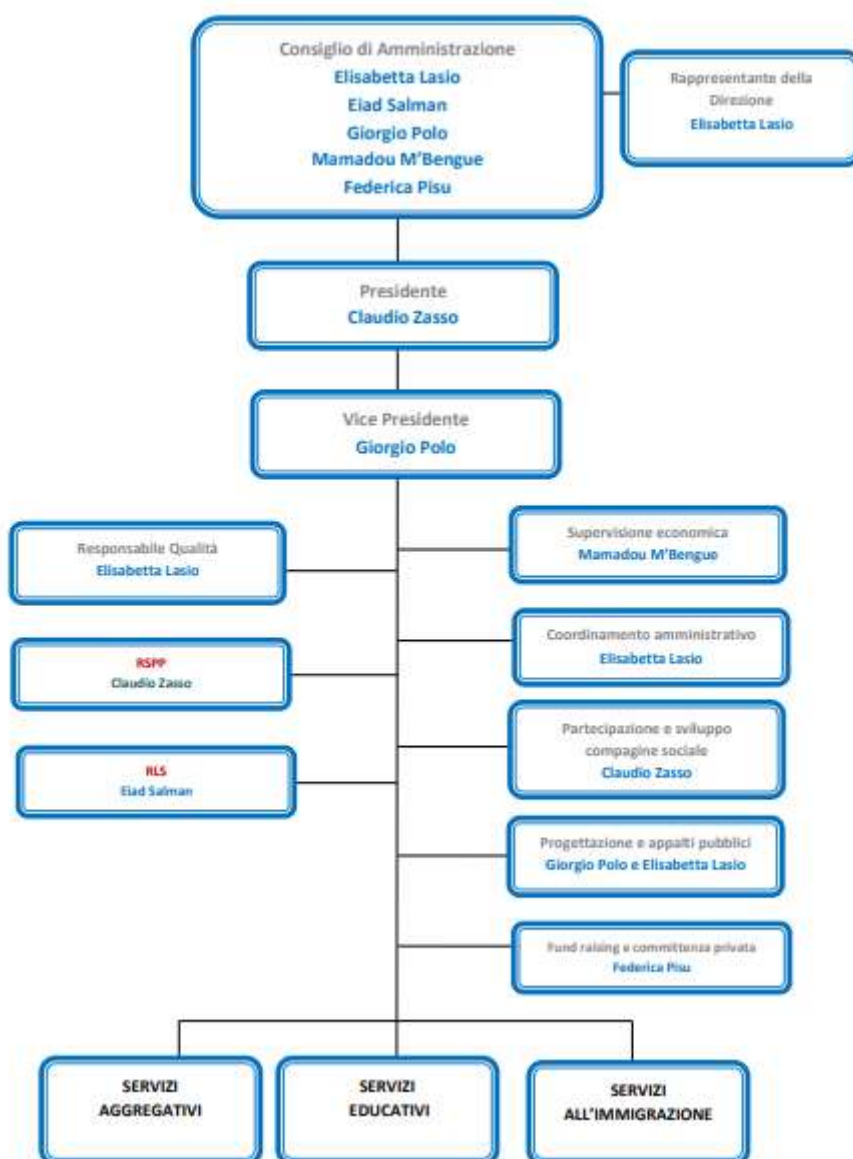 Consiglio di Amministrazione
Elisabetta Lasio
Eiad Salman
Giorgio Polo
Mamadou M'Bengue
Federica Pisu
Rappresentante della
Direzione
Elisabetta Lasio
Presidente
Claudio Zasso
Vice Presidente
Giorgio Polo
Responsabile Qualità
Elisabetta Lasio
RSPP
Claudio Zasso
RLS
Eiad Salman
Supervisione economica
Mamadou M'Bengue
Coordinamento amministrativo
Elisabetta Lasio
Partecipazione e sviluppo
compagine sociale
Claudio Zasso
Progettazione e appalti pubblici
Giorgio Polo e Elisabetta Lasio
Fund raising e committenza privata
Federica Pisu
SERVIZI
AGGREGATIVI
SERVIZI
EDUCATIVI
SERVIZI
ALL'IMMIGRAZIONE